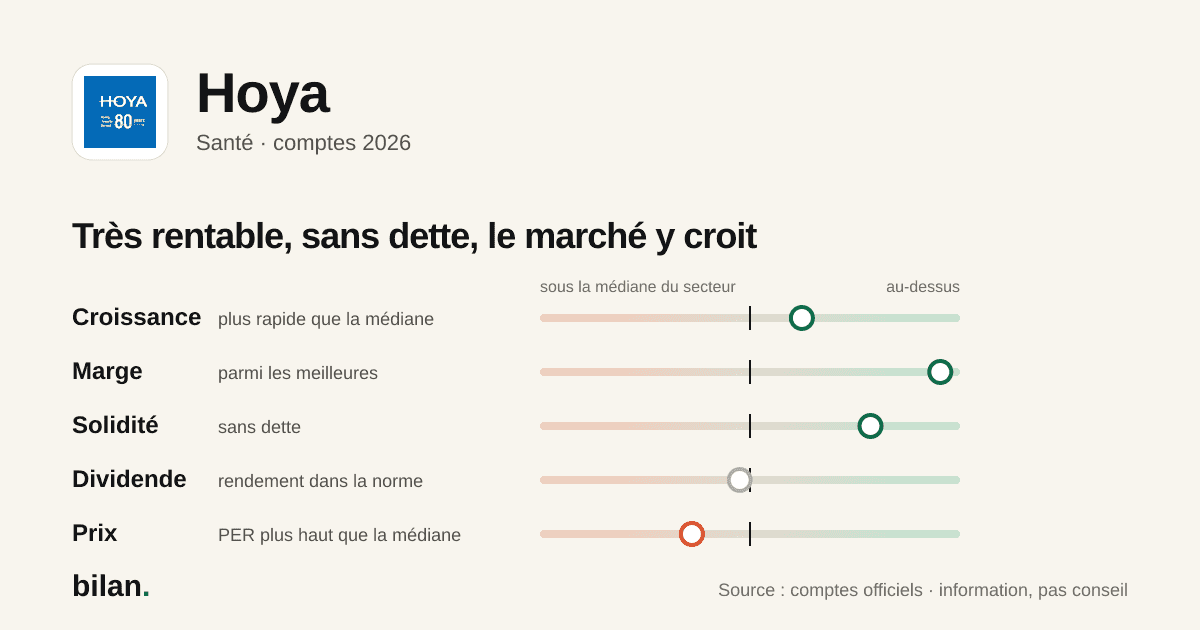 HOYA
80 years
Hoya
Santé · comptes 2026
Très rentable, sans dette, le marché y croit
sous la médiane du secteur au-dessus
Croissance plus rapide que la médiane
Marge parmi les meilleures
Solidité sans dette
Dividende rendement dans la norme
Prix PER plus haut que la médiane
bilan.
Source : comptes officiels · information, pas conseil